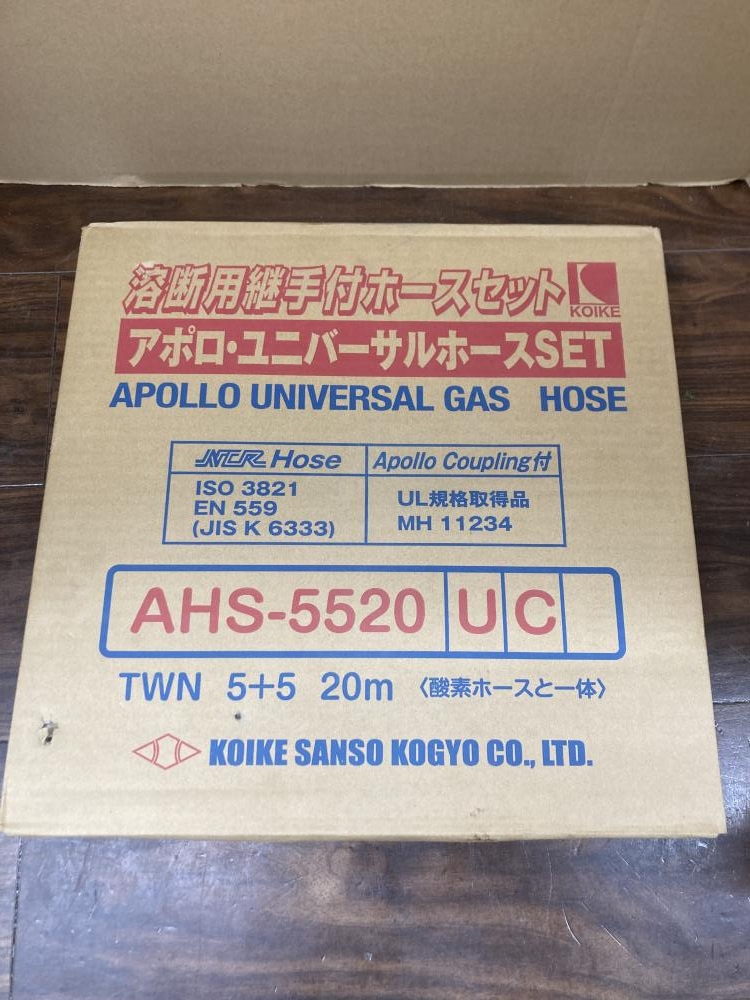 溶断用継手付ホースセット
KOIKE
アポロ・ユニバーサルホースSET
APOLLO UNIVERSAL GAS HOSE
NCR Hose
Apollo Coupling付
ISO 3821
EN 559
(JIS K 6333)
UL規格取得品
MH 11234
AHS-5520 U C
TWN 5+5 20m 〈酸素ホースと一体〉
KOIKE SANSO KOGYO CO., LTD.